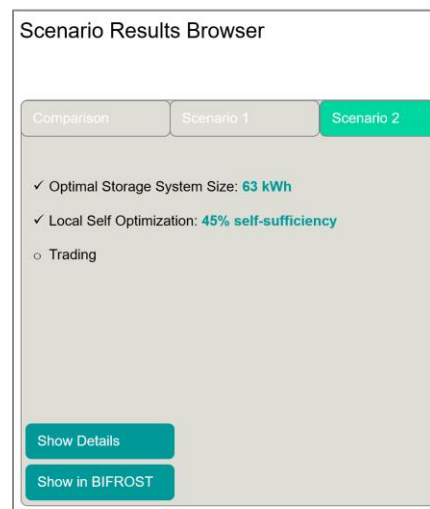 Scenario Results Browser
Comparison
Scenario 1
Scenario 2
✓ Optimal Storage System Size: 63 kWh
✓ Local Self Optimization: 45% self-sufficiency
○ Trading
Show Details
Show in BIFROST